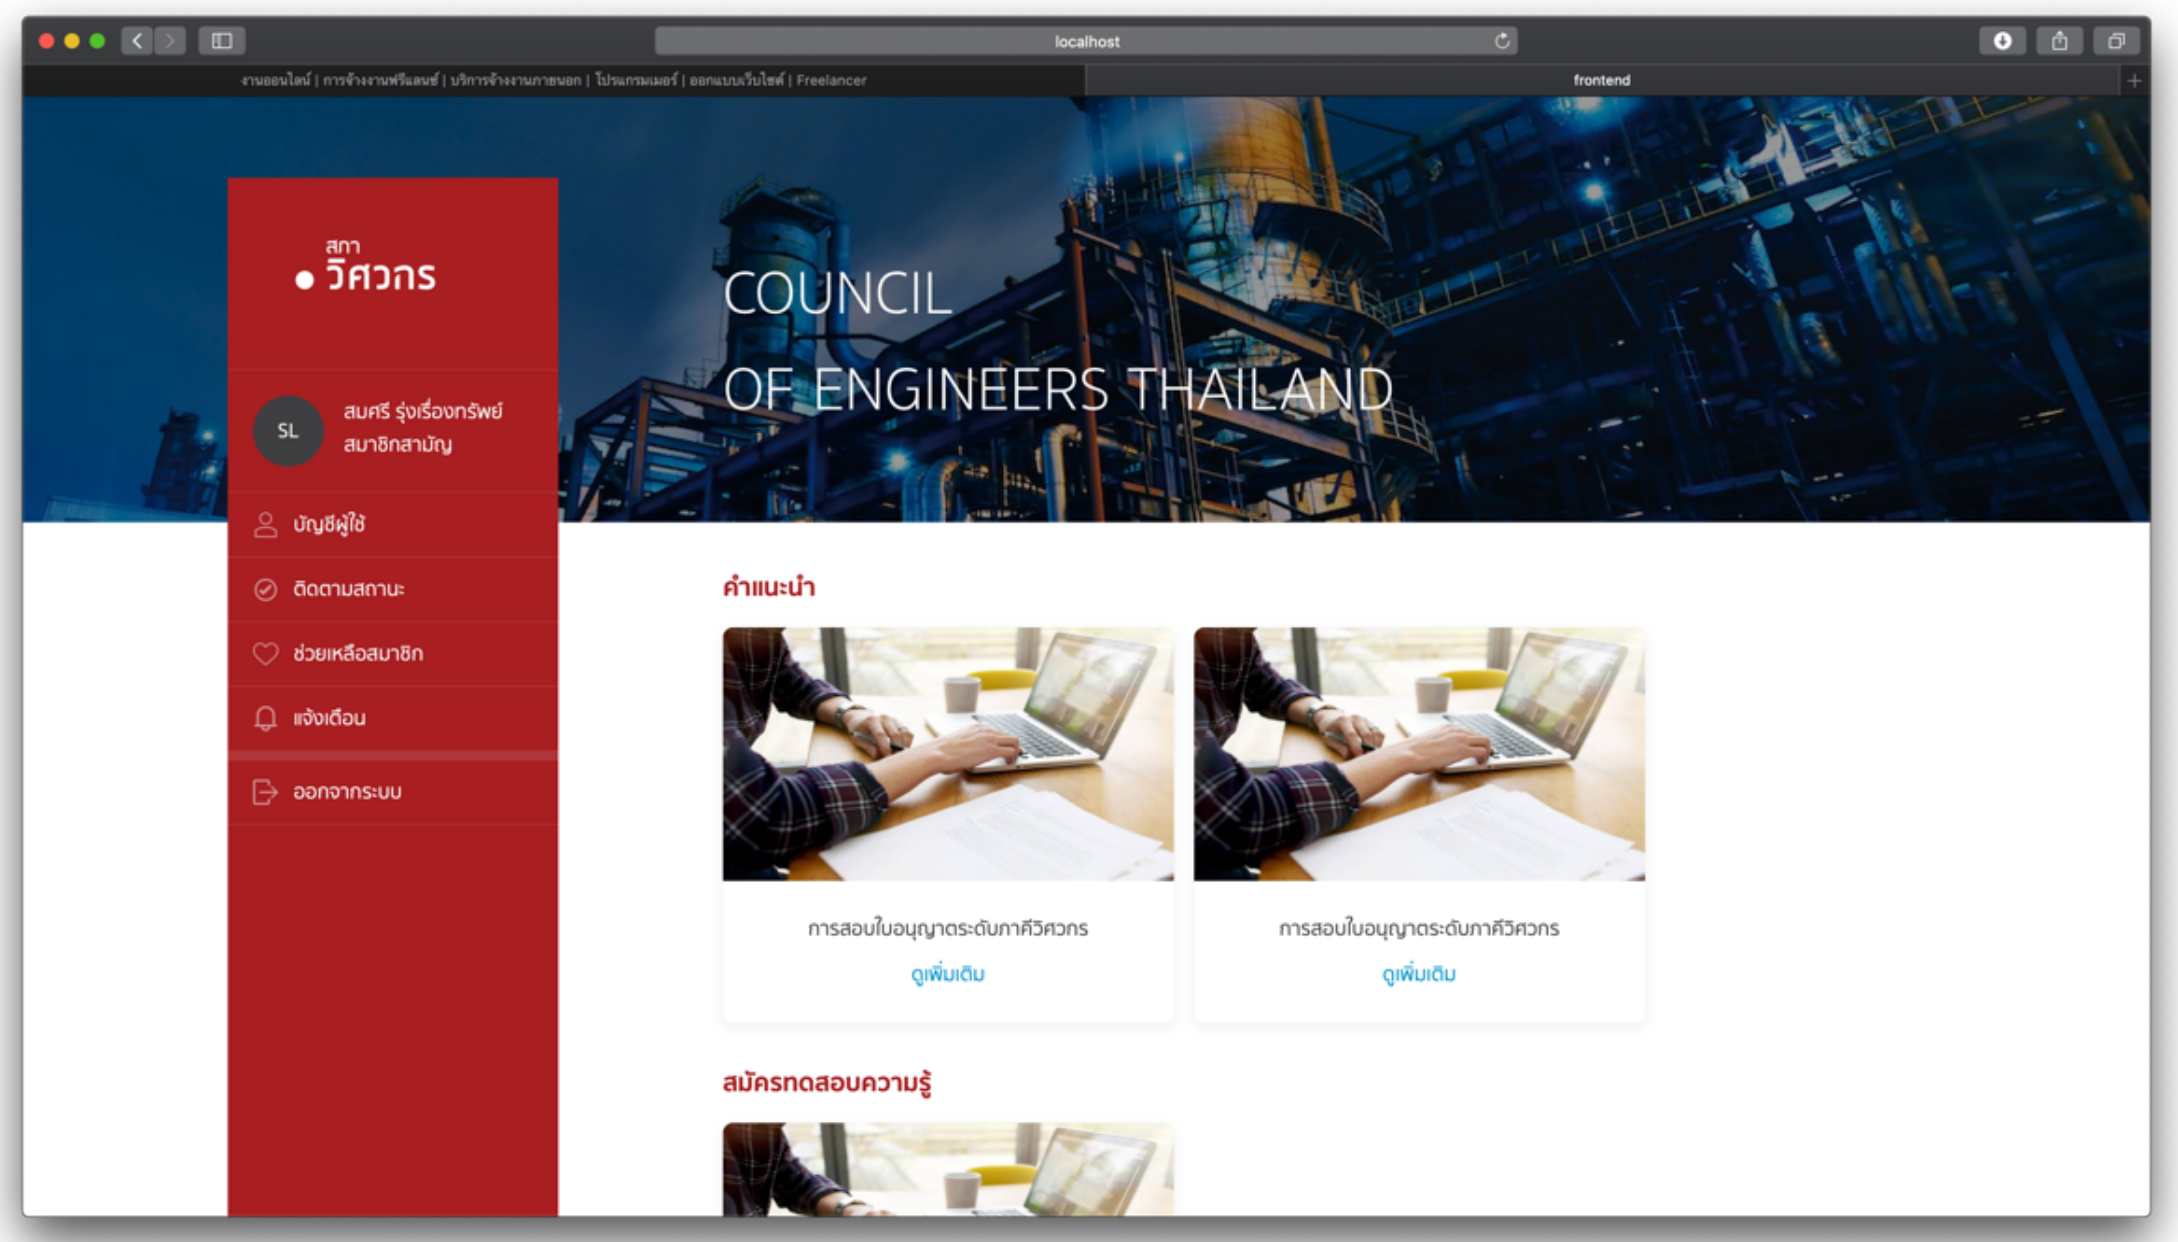 localhost
งานออนไลน์ | การจ้างงานฟรีแลนซ์ | บริการจ้างงานภายนอก | โปรแกรมเมอร์ | ออกแบบเว็บไซต์ | Freelancer
frontend
สภา
วิศวกร
COUNCIL
OF ENGINEERS THAILAND
SL
สมศรี รุ่งเรื่องทรัพย์
สมาชิกสามัญ
บัญชีผู้ใช้
ติดตามสถานะ
ช่วยเหลือสมาชิก
แจ้งเตือน
ออกจากระบบ
คำแนะนำ
การสอบใบอนุญาตระดับภาคีวิศวกร
ดูเพิ่มเติม
การสอบใบอนุญาตระดับภาคีวิศวกร
ดูเพิ่มเติม
สมัครทดสอบความรู้